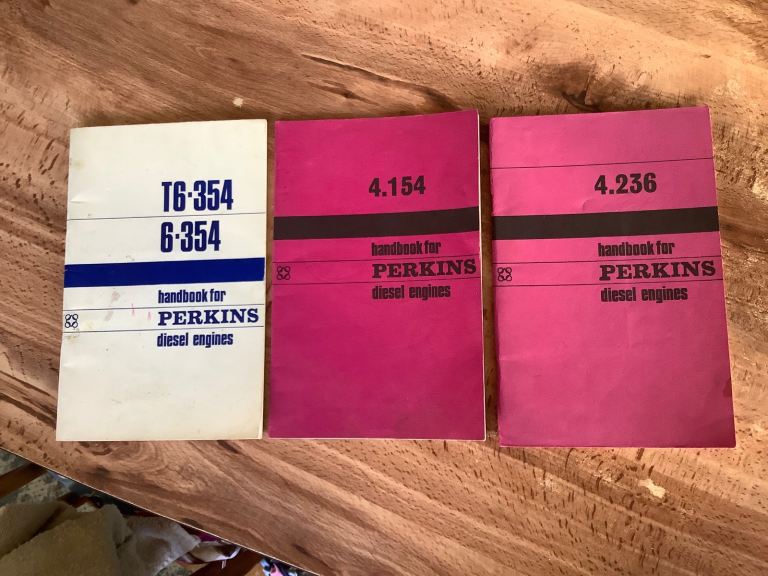 T6·354
6·354
handbook for
PERKINS
diesel engines
4.154
handbook for
PERKINS
diesel engines
4.236
handbook for
PERKINS
diesel engines